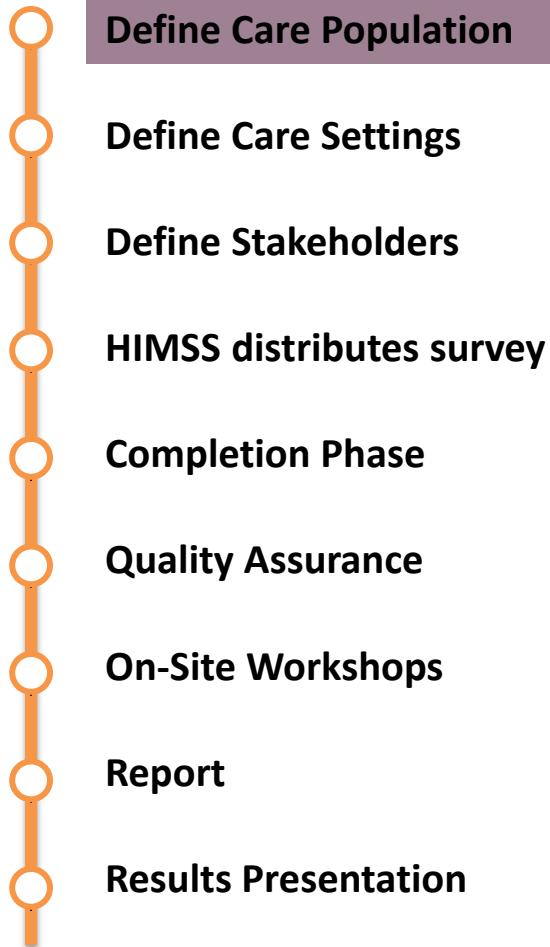 Define Care Population
Define Care Settings
Define Stakeholders
HIMSS distributes survey
Completion Phase
Quality Assurance
On-Site Workshops
Report
Results Presentation